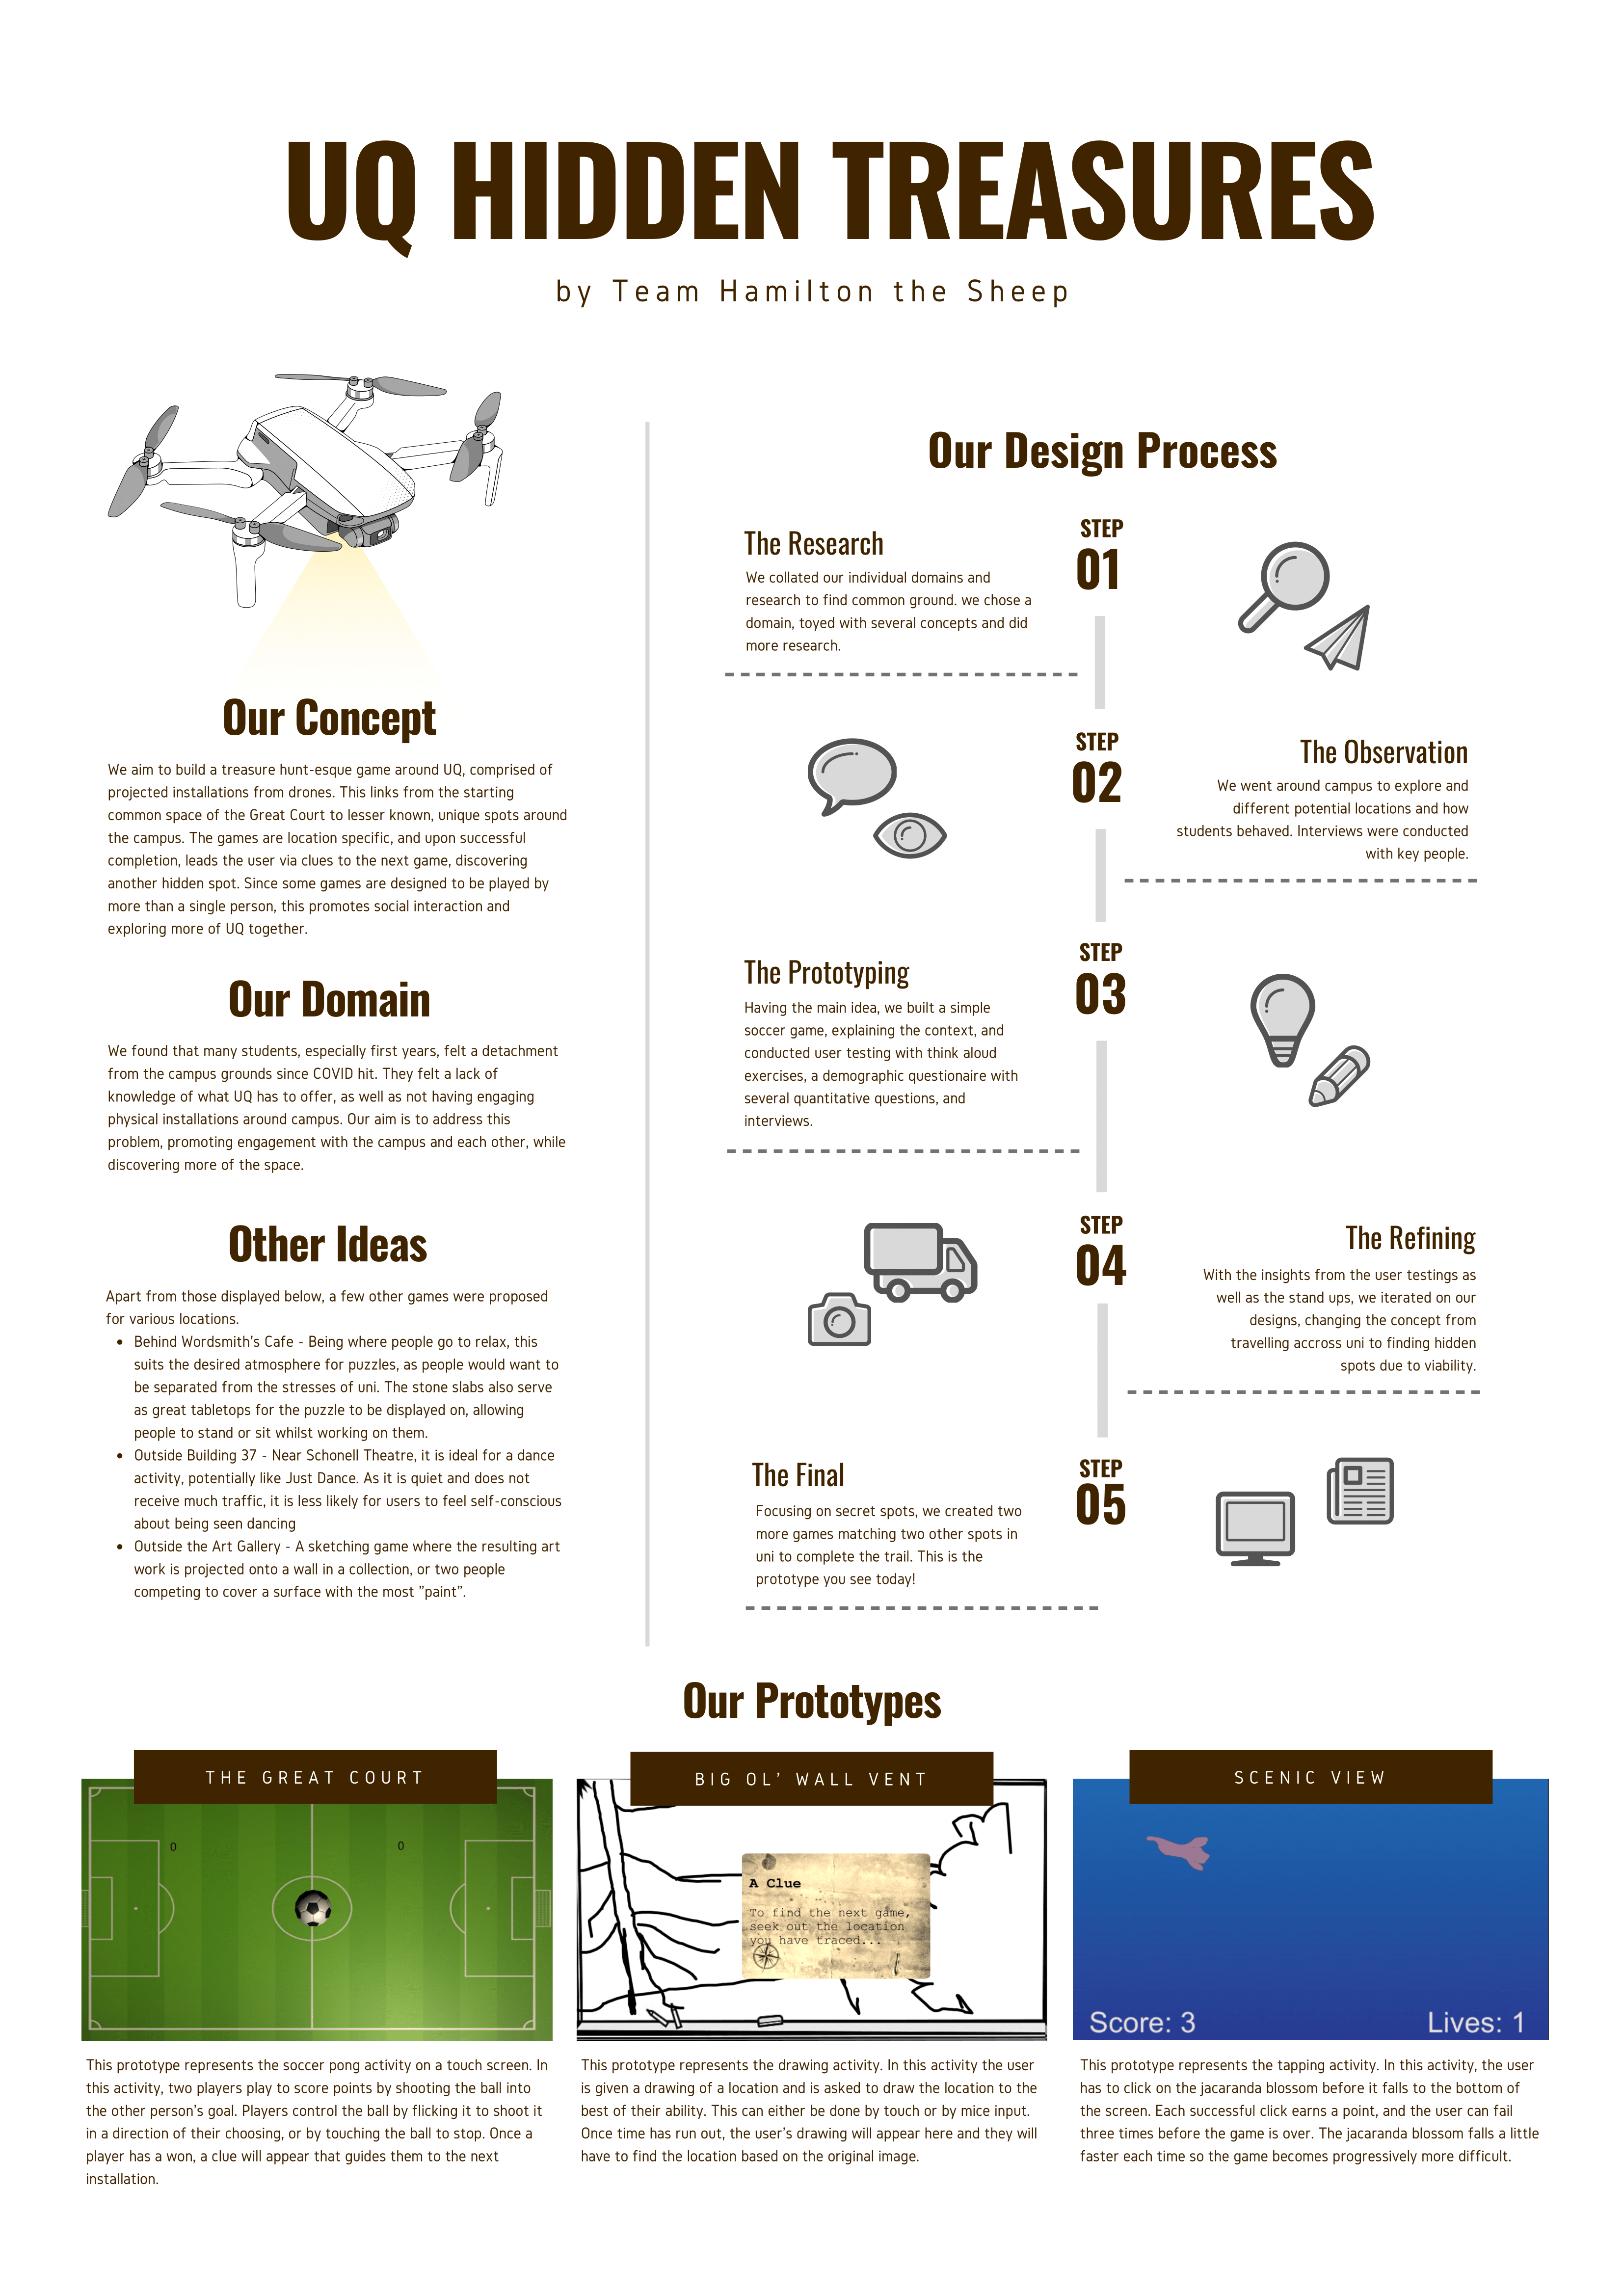 UQ HIDDEN TREASURES
by Team Hamilton the Sheep
Our Concept
We aim to build a treasure hunt-esque game around UQ, comprised of
projected installations from drones. This links from the starting
common space of the Great Court to lesser known, unique spots around
the campus. The games are location specific, and upon successful
completion, leads the user via clues to the next game, discovering
another hidden spot. Since some games are designed to be played by
more than a single person, this promotes social interaction and
exploring more of UQ together.
Our Domain
We found that many students, especially first years, felt a detachment
from the campus grounds since COVID hit. They felt a lack of
knowledge of what UQ has to offer, as well as not having engaging
physical installations around campus. Our aim is to address this
problem, promoting engagement with the campus and each other, while
discovering more of the space.
Other Ideas
Apart from those displayed below, a few other games were proposed
for various locations.
• Behind Wordsmith's Cafe - Being where people go to relax, this
suits the desired atmosphere for puzzles, as people would want to
be separated from the stresses of uni. The stone slabs also serve
as great tabletops for the puzzle to be displayed on, allowing
people to stand or sit whilst working on them.
• Outside Building 37 - Near Schonell Theatre, it is ideal for a dance
activity, potentially like Just Dance. As it is quiet and does not
receive much traffic, it is less likely for users to feel self-conscious
about being seen dancing
• Outside the Art Gallery - A sketching game where the resulting art
work is projected onto a wall in a collection, or two people
competing to cover a surface with the most "paint".
Our Design Process
STEP
01
The Research
We collated our individual domains and
research to find common ground. we chose a
domain, toyed with several concepts and did
more research.
STEP
02
The Observation
We went around campus to explore and
different potential locations and how
students behaved. Interviews were conducted
with key people.
STEP
03
The Prototyping
Having the main idea, we built a simple
soccer game, explaining the context, and
conducted user testing with think aloud
exercises, a demographic questionaire with
several quantitative questions, and
interviews.
STEP
04
The Refining
With the insights from the user testings as
well as the stand ups, we iterated on our
designs, changing the concept from
travelling accross uni to finding hidden
spots due to viability.
STEP
05
The Final
Focusing on secret spots, we created two
more games matching two other spots in
uni to complete the trail. This is the
prototype you see today!
Our Prototypes
THE GREAT COURT
0
0
This prototype represents the soccer pong activity on a touch screen. In
this activity, two players play to score points by shooting the ball into
the other person's goal. Players control the ball by flicking it to shoot it
in a direction of their choosing, or by touching the ball to stop. Once a
player has a won, a clue will appear that guides them to the next
installation.
BIG OL' WALL VENT
A Clue
To find the next game,
seek out the location
you have traced...
This prototype represents the drawing activity. In this activity the user
is given a drawing of a location and is asked to draw the location to the
best of their ability. This can either be done by touch or by mice input.
Once time has run out, the user's drawing will appear here and they will
have to find the location based on the original image.
SCENIC VIEW
Score: 3
Lives: 1
This prototype represents the tapping activity. In this activity, the user
has to click on the jacaranda blossom before it falls to the bottom of
the screen. Each successful click earns a point, and the user can fail
three times before the game is over. The jacaranda blossom falls a little
faster each time so the game becomes progressively more difficult.